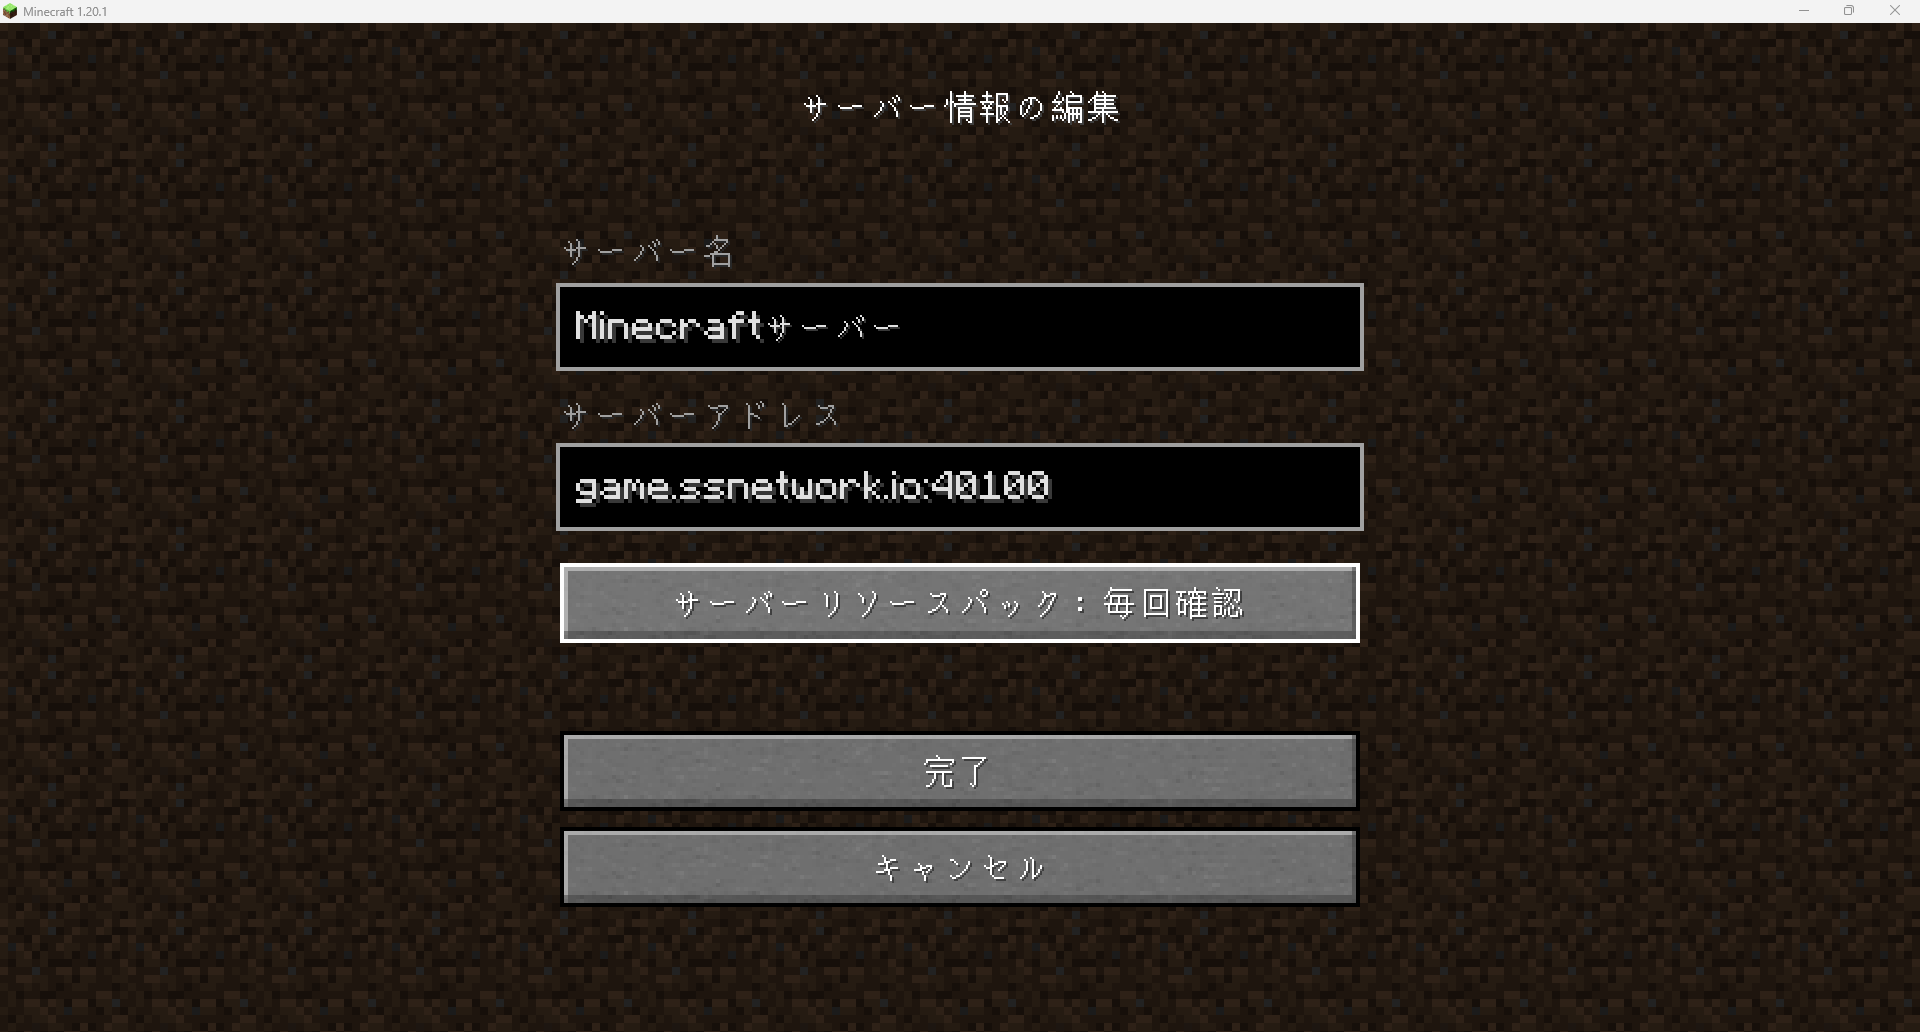 Minecraft 1.20.1
サーバー情報の編集
サーバー名
Minecraftサーバー
サーバーアドレス
game.ssnetwork.io:40100
サーバーリソースパック：毎回確認
完了
キャンセル